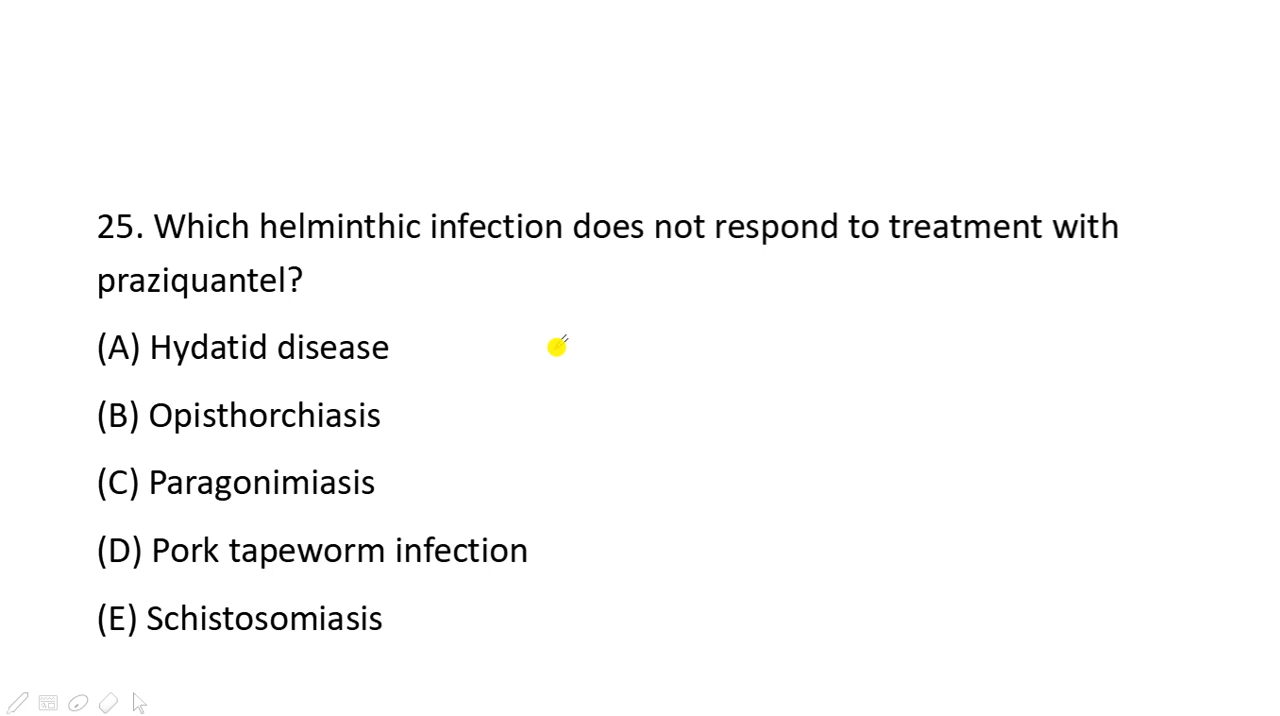 25. Which helminthic infection does not respond to treatment with
praziquantel?
(A) Hydatid disease
(B) Opisthorchiasis
(C) Paragonimiasis
(D) Pork tapeworm infection
(E) Schistosomiasis